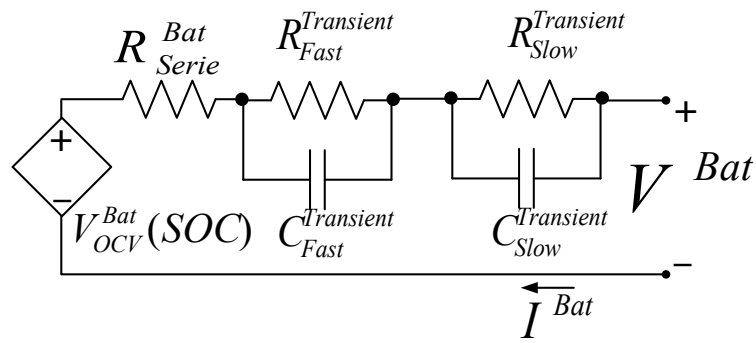 R Bat Serie
R Transient Fast
R Transient Slow
+
+
−
V Bat OCV (SOC)
C Transient Fast
C Transient Slow
V Bat
−
I Bat